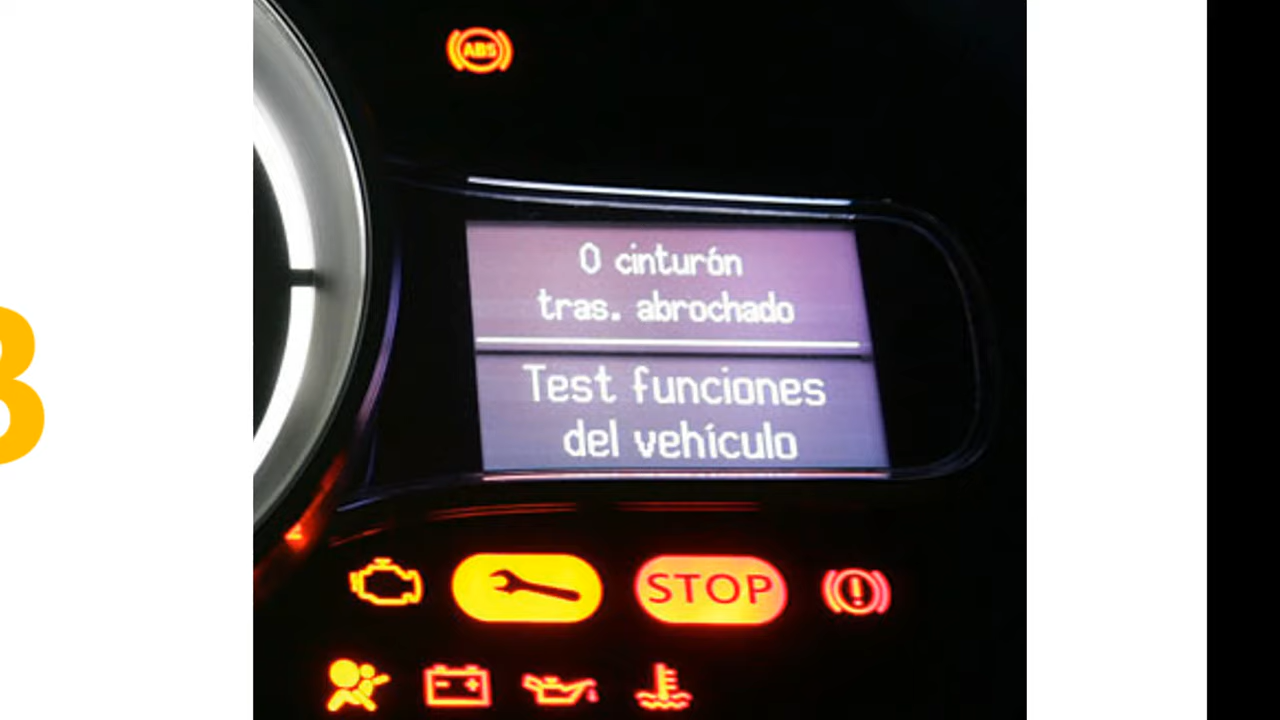 ABS
0 cinturón
tras. abrochado
Test funciones
del vehículo
STOP